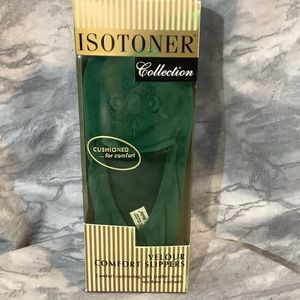 ISOTONER®
Collection
CUSHIONED
...for comfort
VELOUR
COMFORT SLIPPERS